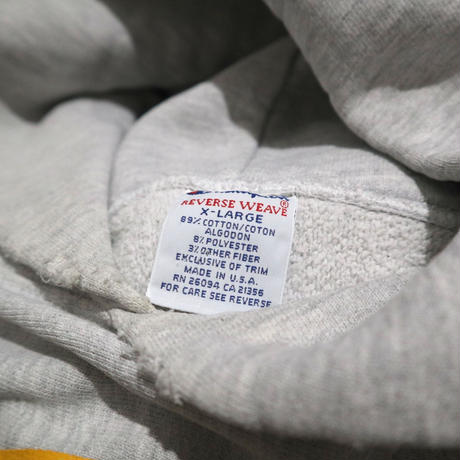 REVERSE WEAVE®
X-LARGE
89% COTTON/COTON
ALGODON
8% POLYESTER
3% OTHER FIBER
EXCLUSIVE OF TRIM
MADE IN U.S.A.
RN 26094 CA 21356
FOR CARE SEE REVERSE